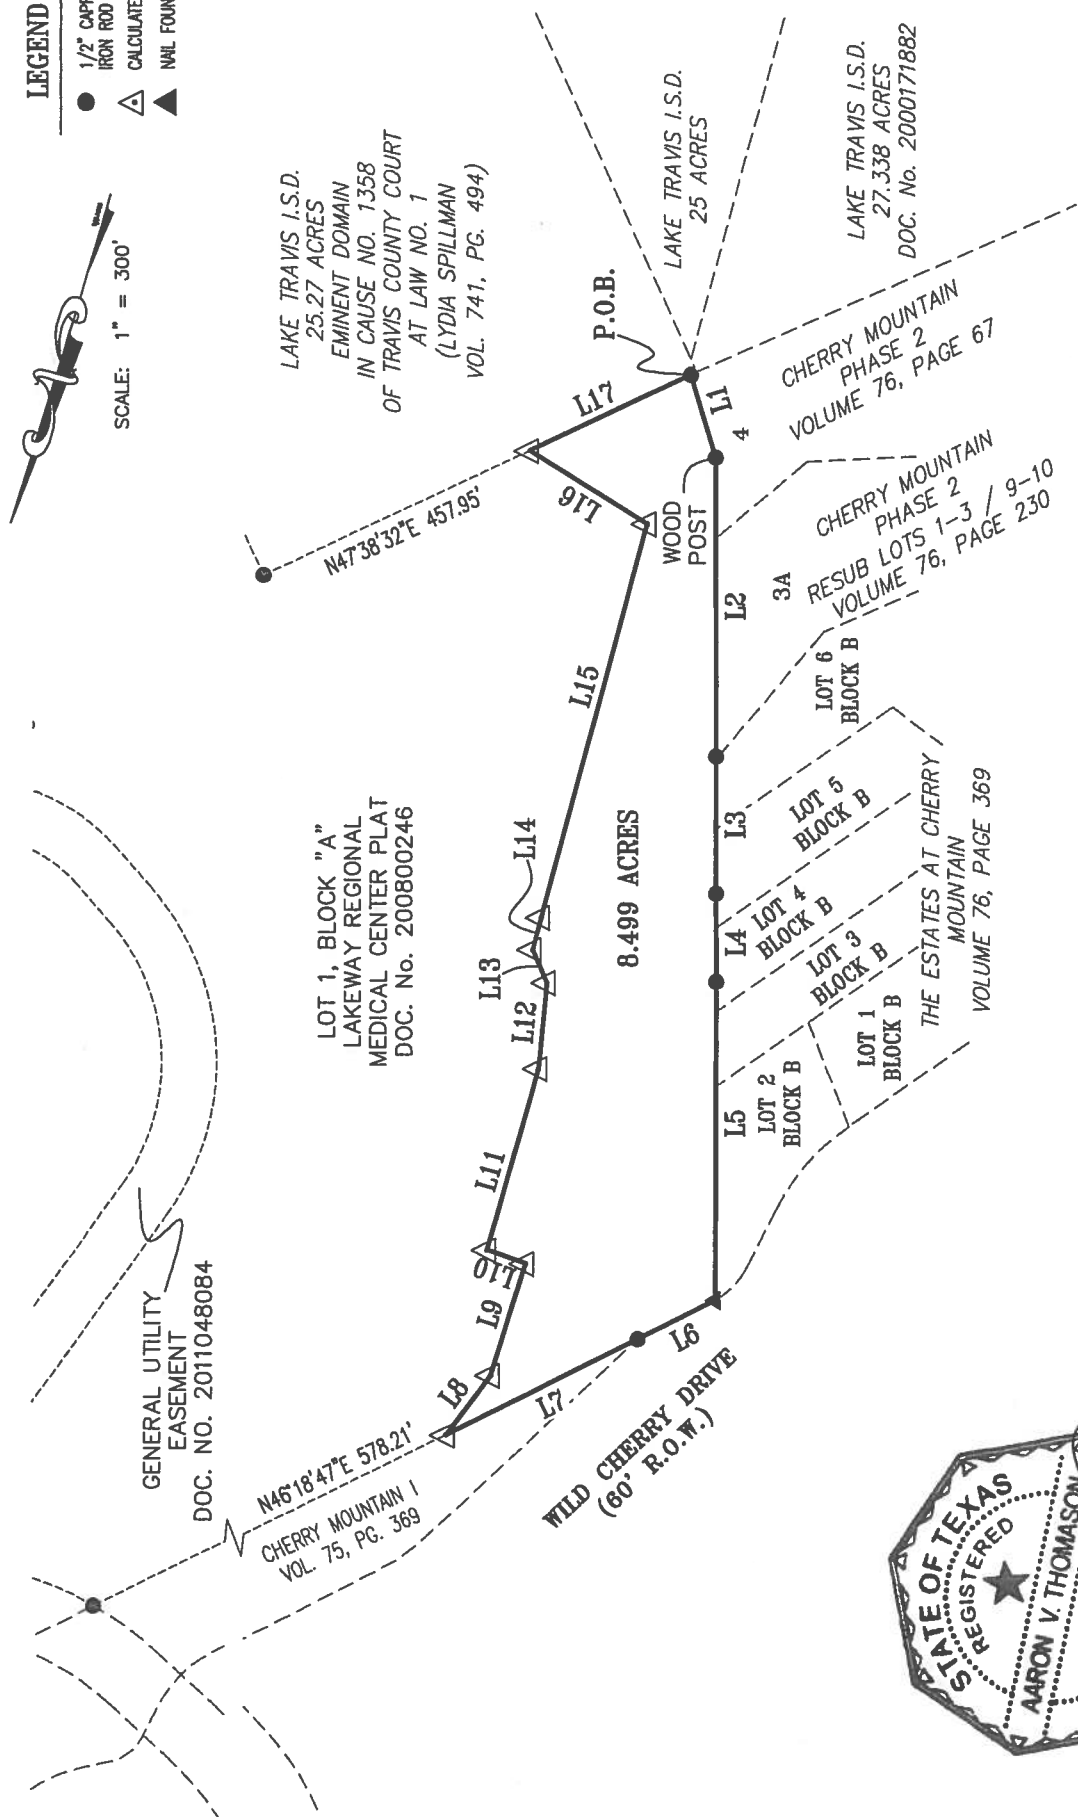 LEGEND
1/2" CAPP
IRON ROD
CALCULATE
NAIL FOUN
SCALE: 1" = 300'
LAKE TRAVIS I.S.D.
25.27 ACRES
EMINENT DOMAIN
IN CAUSE NO. 1358
OF TRAVIS COUNTY COURT
AT LAW NO. 1
(LYDIA SPILLMAN
VOL. 741, PG. 494)
LAKE TRAVIS I.S.D.
25 ACRES
LAKE TRAVIS I.S.D.
27.338 ACRES
DOC. No. 2000171882
P.O.B.
CHERRY MOUNTAIN
PHASE 2
VOLUME 76, PAGE 67
L17
L1
4
L16
N47°38'32"E 457.95'
WOOD
POST
CHERRY MOUNTAIN
PHASE 2
RESUB LOTS 1-3 / 9-10
VOLUME 76, PAGE 230
3A
L2
L15
LOT 6
BLOCK B
L3
LOT 5
BLOCK B
L14
LOT 1, BLOCK "A"
LAKEWAY REGIONAL
MEDICAL CENTER PLAT
DOC. No. 200800246
8.499 ACRES
L13
L4
LOT 4
BLOCK B
LOT 3
BLOCK B
THE ESTATES AT CHERRY
MOUNTAIN
VOLUME 76, PAGE 369
L12
LOT 1
BLOCK B
L5
LOT 2
BLOCK B
L11
L10
L9
GENERAL UTILITY
EASEMENT
DOC. NO. 2011048084
L8
L7
L6
WILD CHERRY DRIVE
(60' R.O.W.)
N46°18'47"E 578.21'
CHERRY MOUNTAIN I
VOL. 75, PG. 369
STATE OF TEXAS
REGISTERED
AARON V. THOMASON